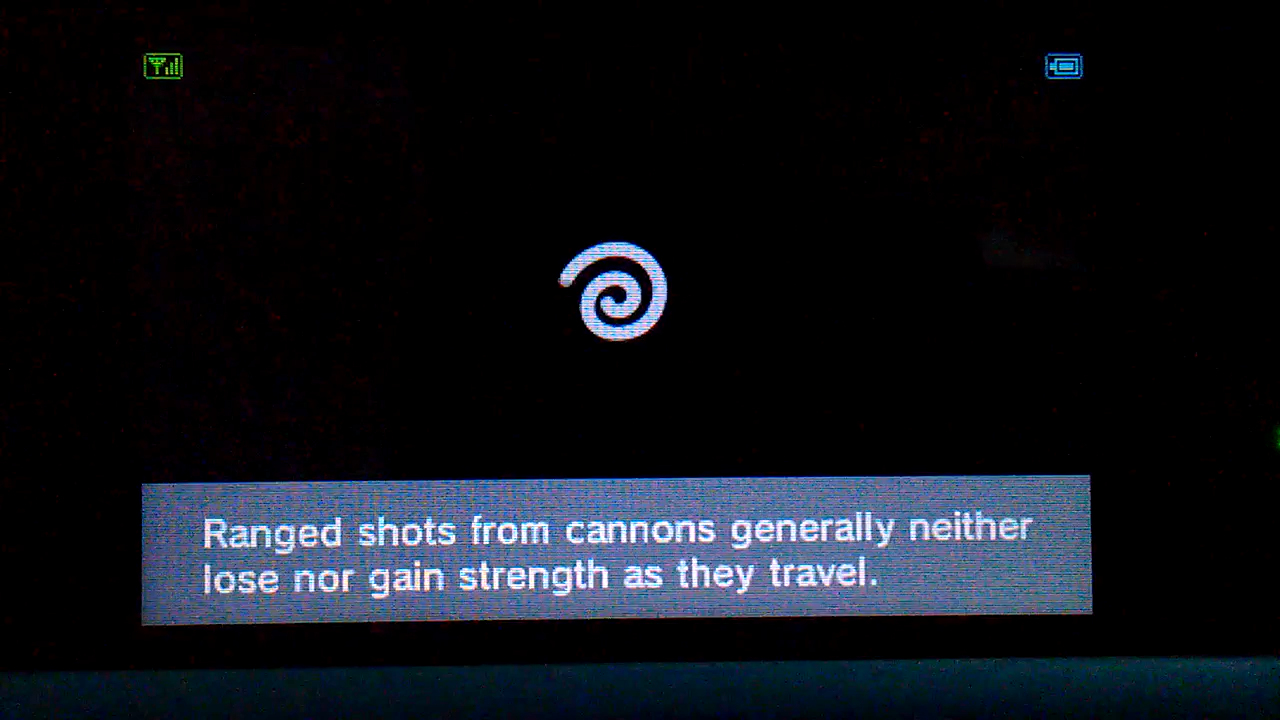 Ranged shots from cannons generally neither
lose nor gain strength as they travel.